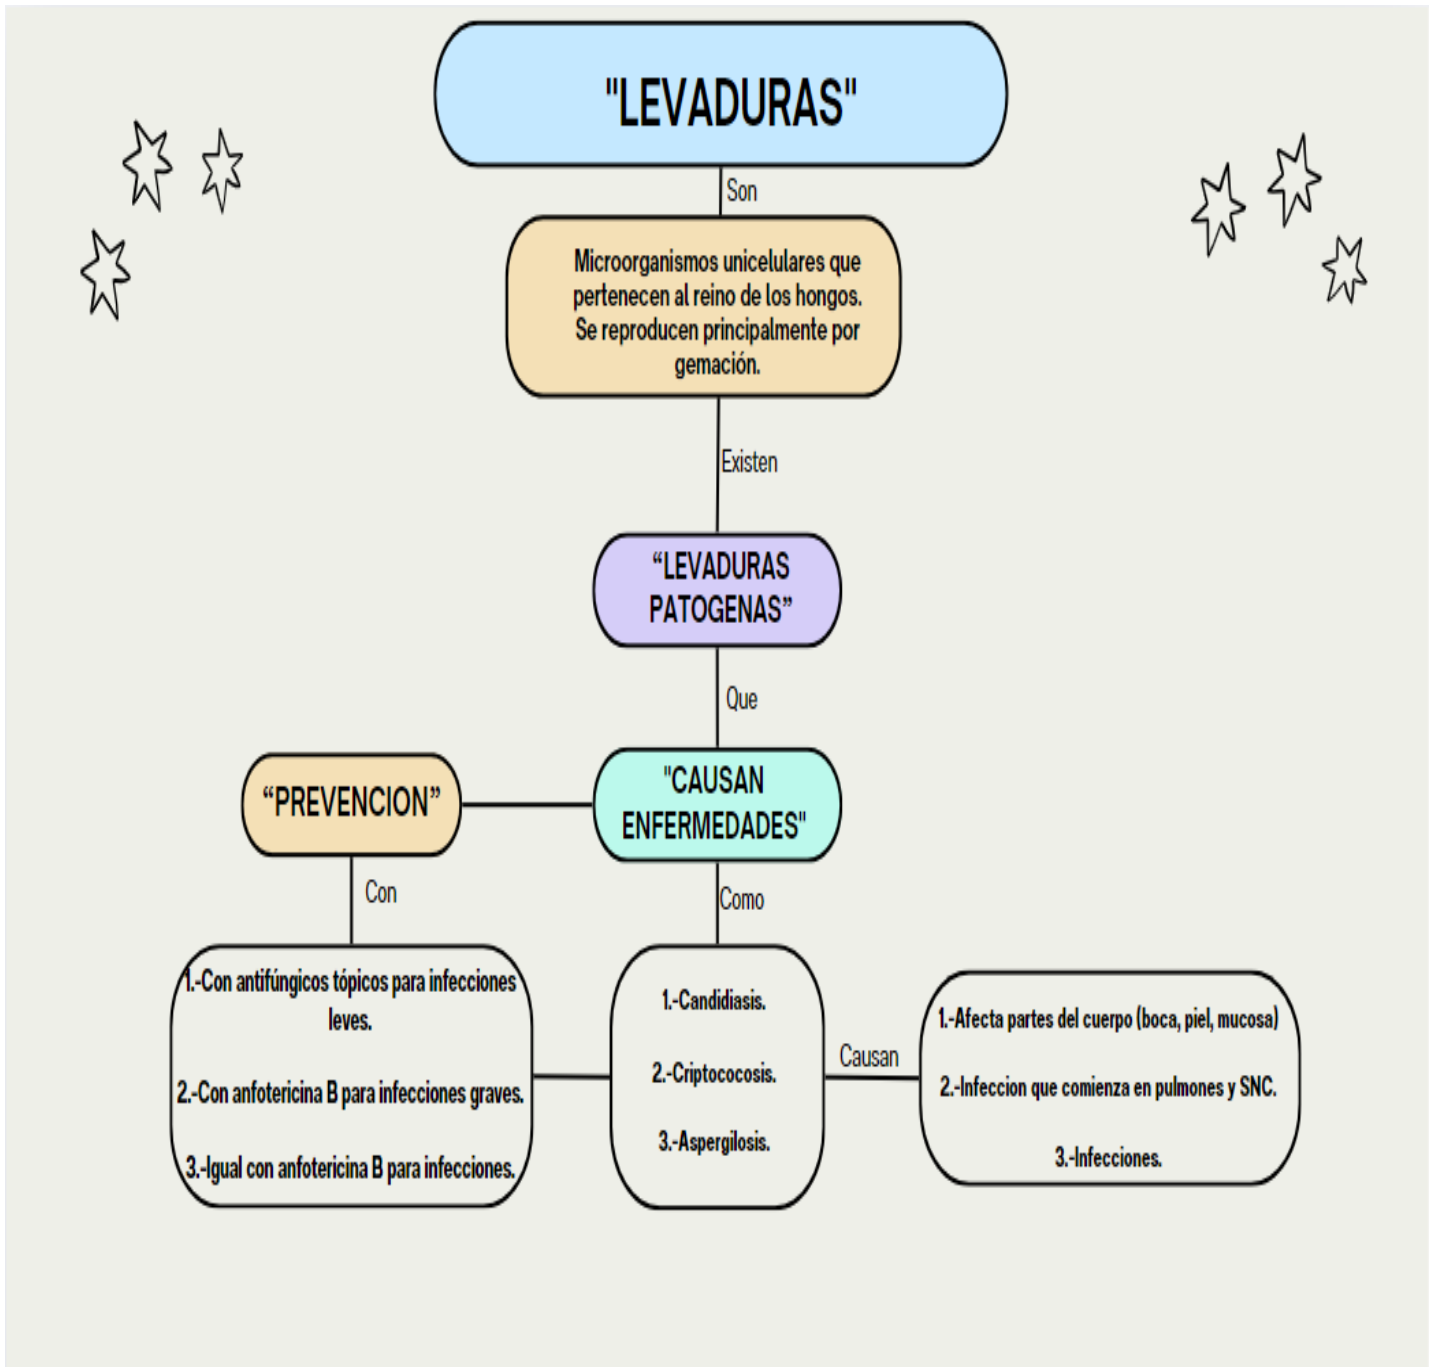 "LEVADURAS"
Son
Microorganismos unicelulares que
pertenecen al reino de los hongos.
Se reproducen principalmente por
gemación.
Existen
“LEVADURAS
PATOGENAS”
Que
“PREVENCION”
"CAUSAN
ENFERMEDADES"
Con
Como
1.-Con antifúngicos tópicos para infecciones
leves.
2.-Con anfotericina B para infecciones graves.
3.-Igual con anfotericina B para infecciones.
1.-Candidiasis.
2.-Criptococosis.
3.-Aspergilosis.
Causan
1.-Afecta partes del cuerpo (boca, piel, mucosa)
2.-Infeccion que comienza en pulmones y SNC.
3.-Infecciones.